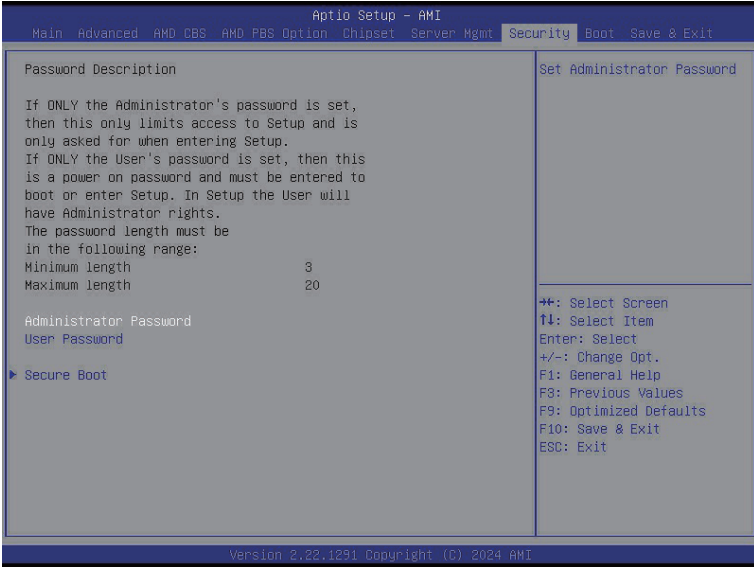 Aptio Setup – AMI
Main Advanced AMD CBS AMD PBS Option Chipset Server Mgmt Security Boot Save & Exit
Password Description
If ONLY the Administrator's password is set,
then this only limits access to Setup and is
only asked for when entering Setup.
If ONLY the User's password is set, then this
is a power on password and must be entered to
boot or enter Setup. In Setup the User will
have Administrator rights.
The password length must be
in the following range:
Minimum length 3
Maximum length 20
Administrator Password
User Password
Secure Boot
Set Administrator Password
→←: Select Screen
↑↓: Select Item
Enter: Select
+/-: Change Opt.
F1: General Help
F3: Previous Values
F9: Optimized Defaults
F10: Save & Exit
ESC: Exit
Version 2.22.1291 Copyright (C) 2024 AMI